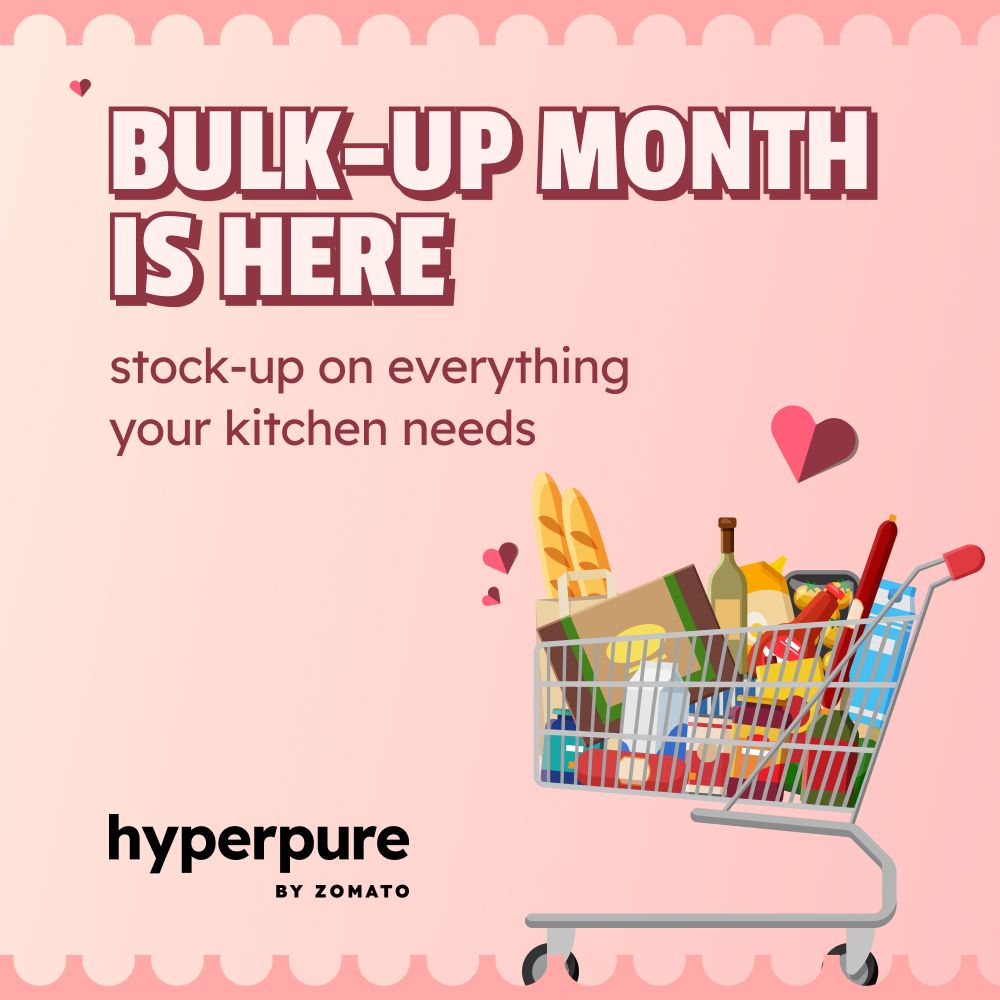 BULK-UP MONTH
IS HERE
stock-up on everything
your kitchen needs
hyperpure
BY ZOMATO